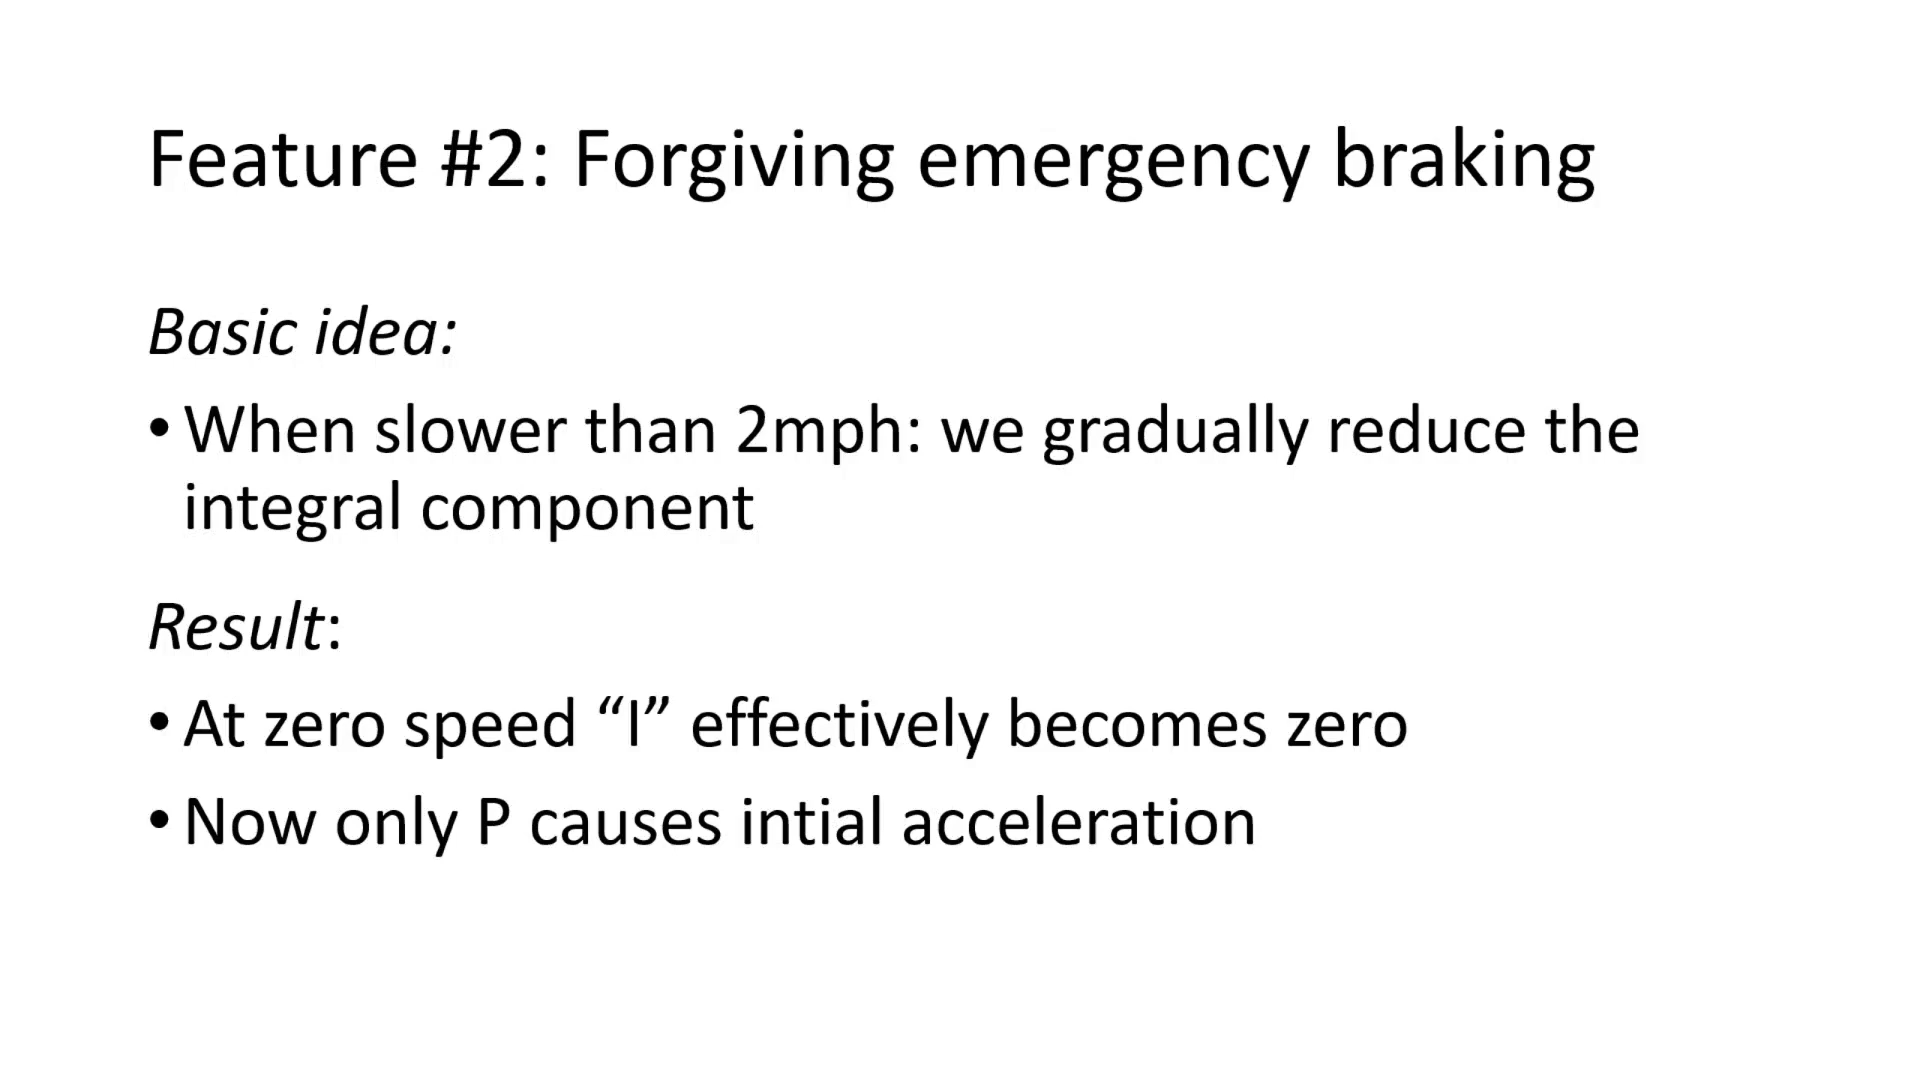 Feature #2: Forgiving emergency braking
Basic idea:
• When slower than 2mph: we gradually reduce the
integral component
Result:
• At zero speed “I” effectively becomes zero
• Now only P causes intial acceleration